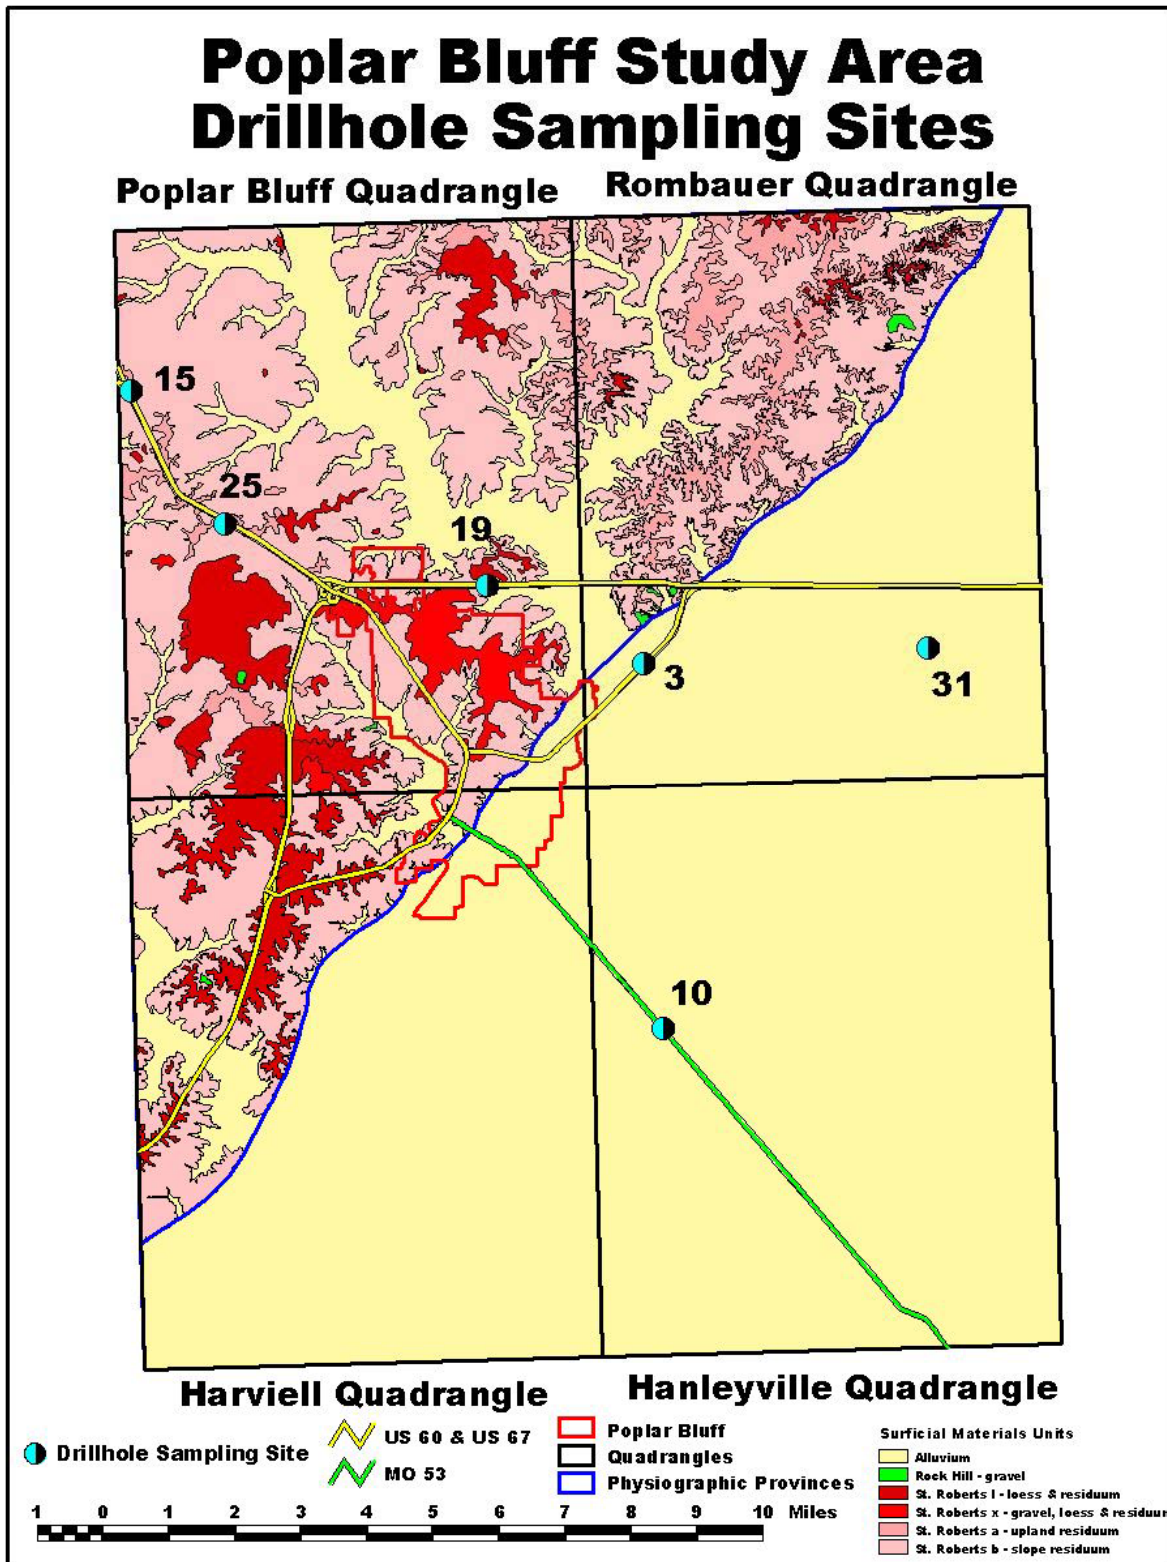 Poplar Bluff Study Area
Drillhole Sampling Sites
Poplar Bluff Quadrangle
Rombauer Quadrangle
15
25
19
3
31
10
Harviell Quadrangle
Hanleyville Quadrangle
Drillhole Sampling Site
US 60 & US 67
MO 53
Poplar Bluff
Quadrangles
Physiographic Provinces
Surficial Materials Units
Alluvium
Rock Hill - gravel
St. Roberts l - loess & residuum
St. Roberts x - gravel, loess & residuum
St. Roberts a - upland residuum
St. Roberts b - slope residuum
1 0 1 2 3 4 5 6 7 8 9 10 Miles